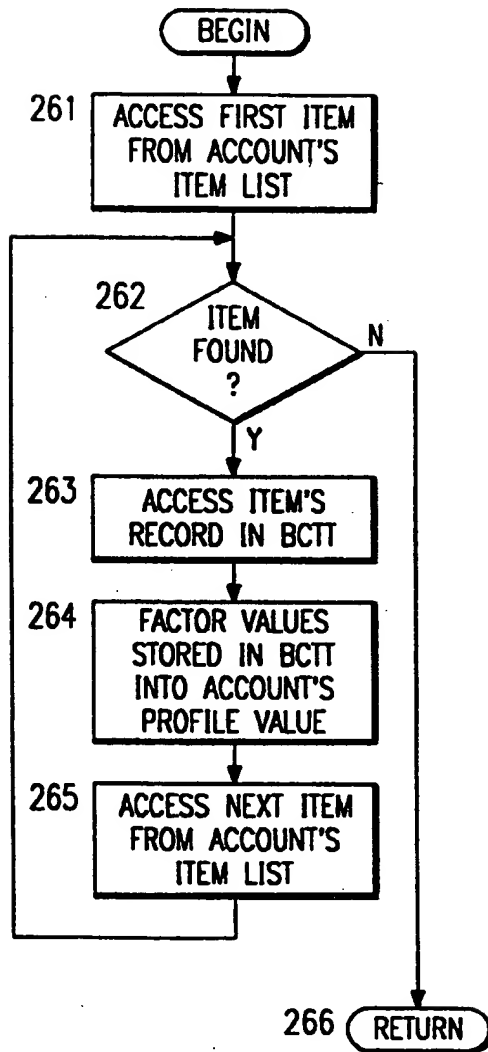 BEGIN
261
ACCESS FIRST ITEM
FROM ACCOUNT'S
ITEM LIST
262
ITEM
FOUND
?
N
Y
263
ACCESS ITEM'S
RECORD IN BCTT
264
FACTOR VALUES
STORED IN BCTT
INTO ACCOUNT'S
PROFILE VALUE
265
ACCESS NEXT ITEM
FROM ACCOUNT'S
ITEM LIST
266
RETURN